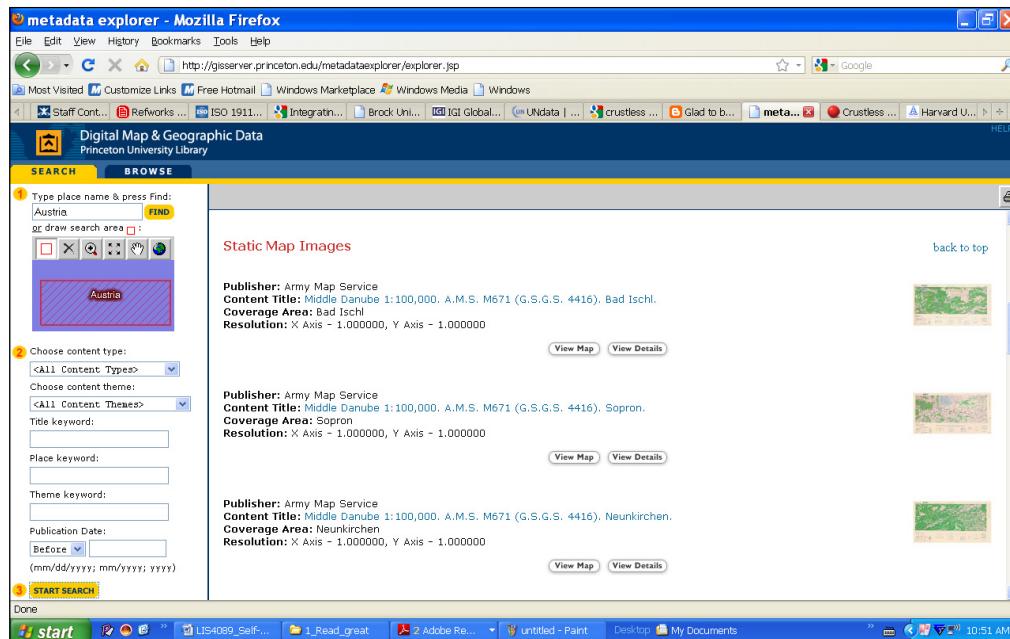 metadata explorer - Mozilla Firefox
File Edit View History Bookmarks Tools Help
http://gisserver.princeton.edu/metadataexplorer/explorer.jsp
Google
Most Visited Customize Links Free Hotmail Windows Marketplace Windows Media Windows
Staff Cont... Refworks ... ISO 1911... Integratin... Brock Uni... IGI Global... UNdata | ... crustless ... Glad to b... meta... Crustless ... Harvard U...
Digital Map & Geographic Data
HELP
Princeton University Library
SEARCH BROWSE
1 Type place name & press Find:
Austria FIND
or draw search area :
Austria
2 Choose content type:
<All Content Types>
Choose content theme:
<All Content Themes>
Title keyword:
Place keyword:
Theme keyword:
Publication Date:
Before
(mm/dd/yyyy; mm/yyyy; yyyy)
3 START SEARCH
Static Map Images
back to top
Publisher: Army Map Service
Content Title: Middle Danube 1:100,000. A.M.S. M671 (G.S.G.S. 4416). Bad Ischl.
Coverage Area: Bad Ischl
Resolution: X Axis - 1.000000, Y Axis - 1.000000
View Map View Details
Publisher: Army Map Service
Content Title: Middle Danube 1:100,000. A.M.S. M671 (G.S.G.S. 4416). Sopron.
Coverage Area: Sopron
Resolution: X Axis - 1.000000, Y Axis - 1.000000
View Map View Details
Publisher: Army Map Service
Content Title: Middle Danube 1:100,000. A.M.S. M671 (G.S.G.S. 4416). Neunkirchen.
Coverage Area: Neunkirchen
Resolution: X Axis - 1.000000, Y Axis - 1.000000
View Map View Details
Done
start LIS4089_Self-... 1_Read_great 2 Adobe Re... untitled - Paint Desktop My Documents 10:51 AM